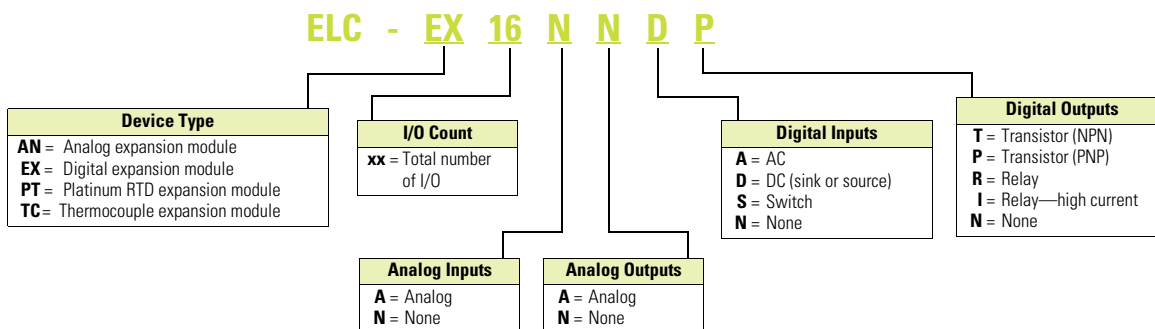 ELC - EX 16 N N D P
Device Type
AN = Analog expansion module
EX = Digital expansion module
PT = Platinum RTD expansion module
TC = Thermocouple expansion module
I/O Count
xx = Total number
of I/O
Analog Inputs
A = Analog
N = None
Analog Outputs
A = Analog
N = None
Digital Inputs
A = AC
D = DC (sink or source)
S = Switch
N = None
Digital Outputs
T = Transistor (NPN)
P = Transistor (PNP)
R = Relay
I = Relay—high current
N = None